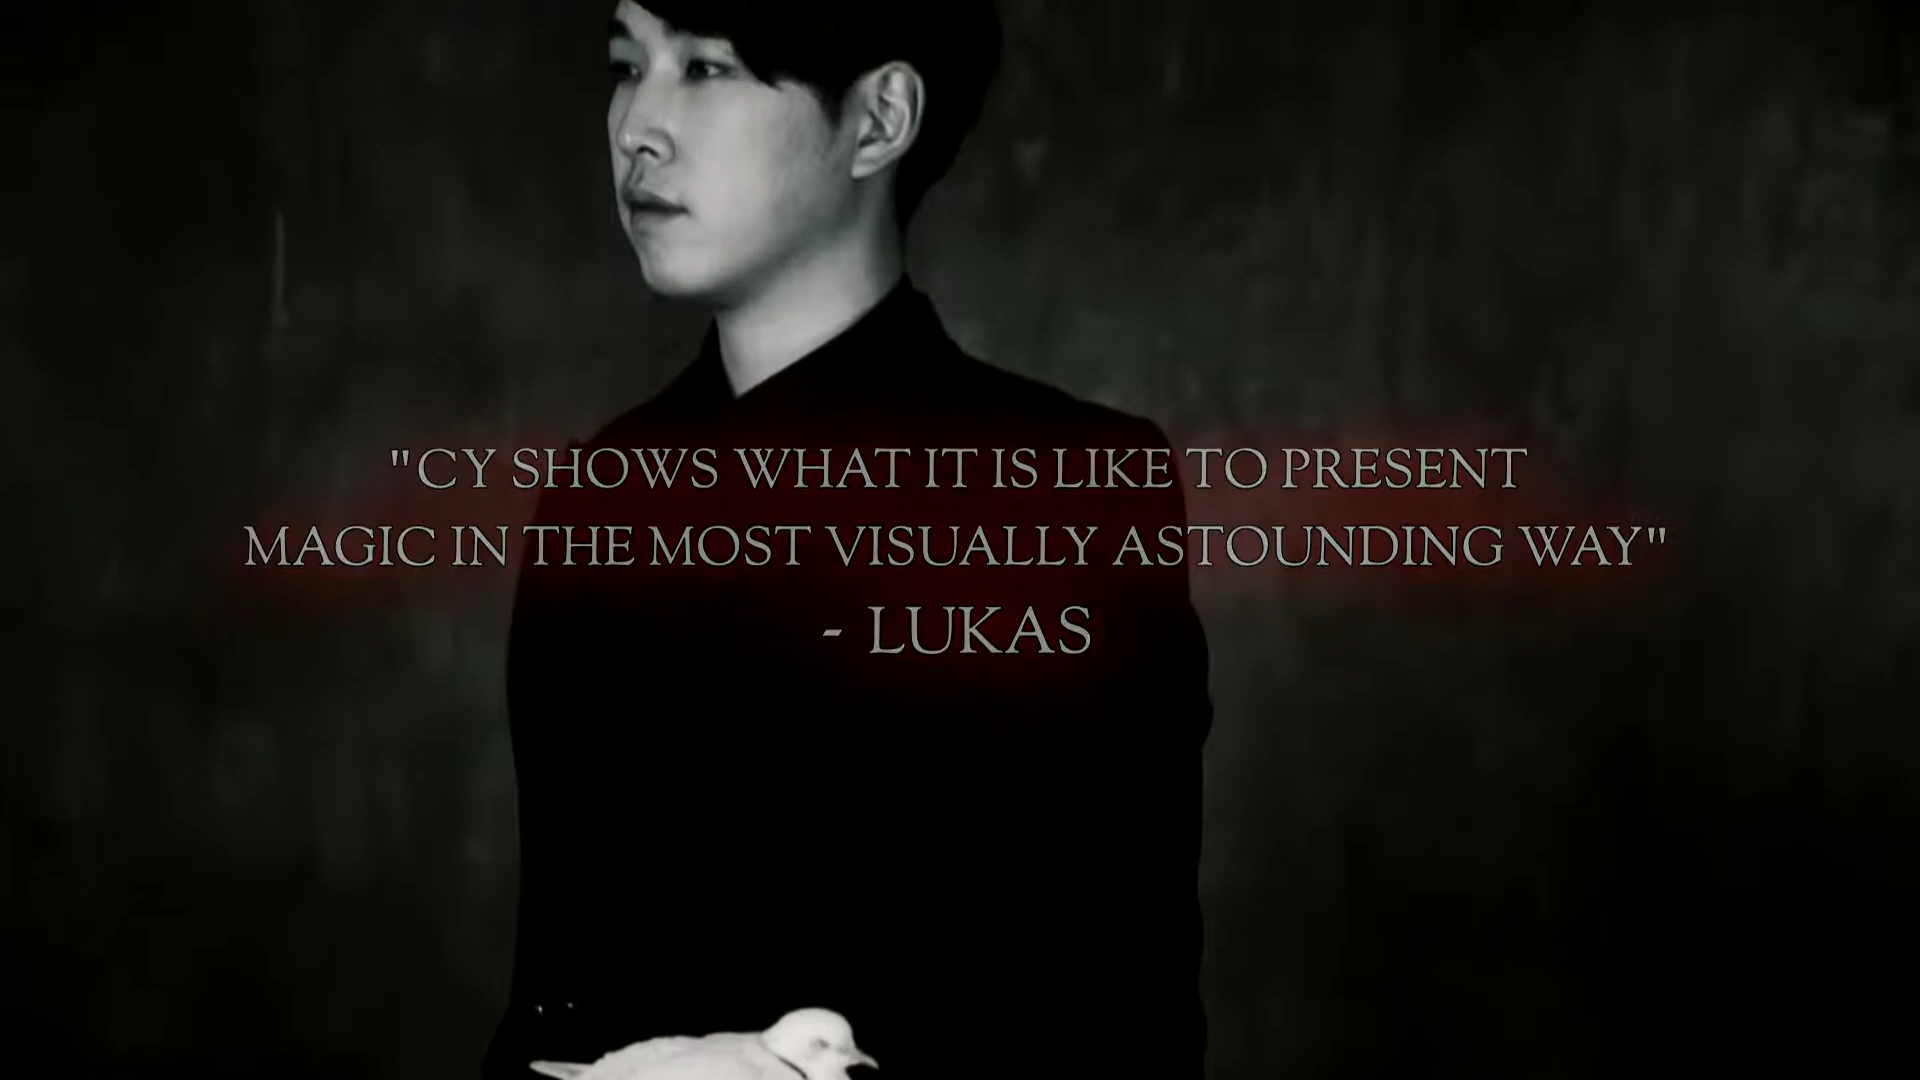 "CY SHOWS WHAT IT IS LIKE TO PRESENT
MAGIC IN THE MOST VISUALLY ASTOUNDING WAY"
- LUKAS